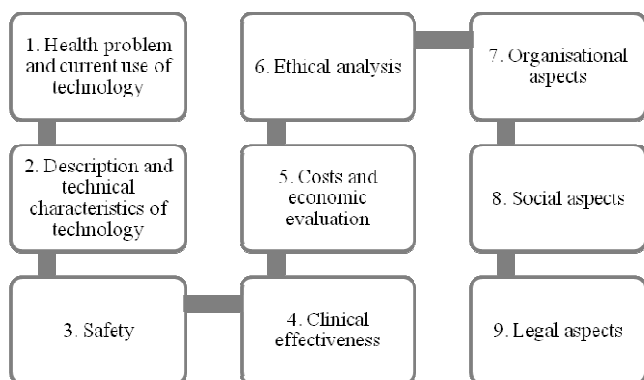 1. Health problem
and current use of
technology
2. Description and
technical
characteristics of
technology
3. Safety
4. Clinical
effectiveness
5. Costs and
economic
evaluation
6. Ethical analysis
7. Organisational
aspects
8. Social aspects
9. Legal aspects